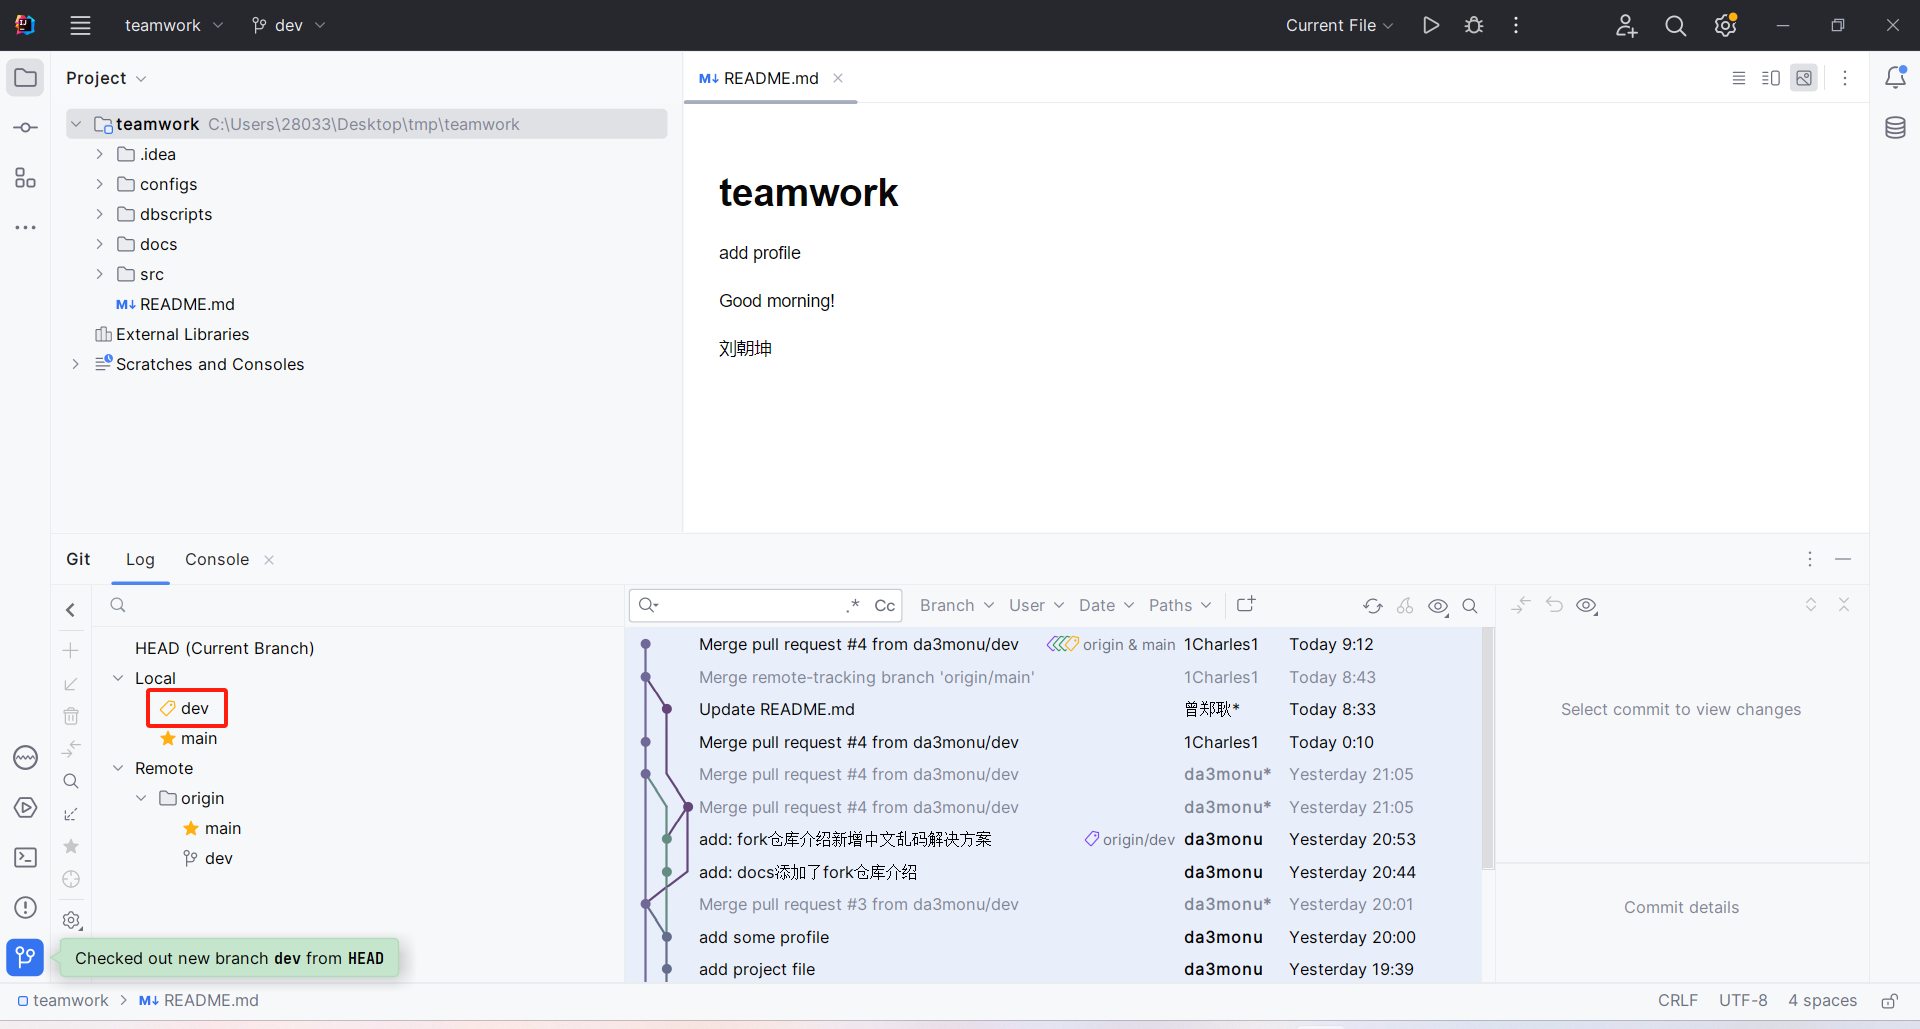 teamwork dev Current File
Project
teamwork C:\Users\28033\Desktop\tmp\teamwork
.idea
configs
dbscripts
docs
src
M↓ README.md
External Libraries
Scratches and Consoles
M↓ README.md
teamwork
add profile
Good morning!
刘朝坤
Git Log Console
.* Cc Branch User Date Paths
HEAD (Current Branch)
Local
dev
main
Remote
origin
main
dev
Merge pull request #4 from da3monu/dev origin & main 1Charles1 Today 9:12
Merge remote-tracking branch 'origin/main' 1Charles1 Today 8:43
Update README.md 曾郑耿* Today 8:33
Merge pull request #4 from da3monu/dev 1Charles1 Today 0:10
Merge pull request #4 from da3monu/dev da3monu* Yesterday 21:05
Merge pull request #4 from da3monu/dev da3monu* Yesterday 21:05
add: fork仓库介绍新增中文乱码解决方案 origin/dev da3monu Yesterday 20:53
add: docs添加了fork仓库介绍 da3monu Yesterday 20:44
Merge pull request #3 from da3monu/dev da3monu* Yesterday 20:01
add some profile da3monu Yesterday 20:00
add project file da3monu Yesterday 19:39
Select commit to view changes
Commit details
Checked out new branch dev from HEAD
teamwork M↓ README.md CRLF UTF-8 4 spaces